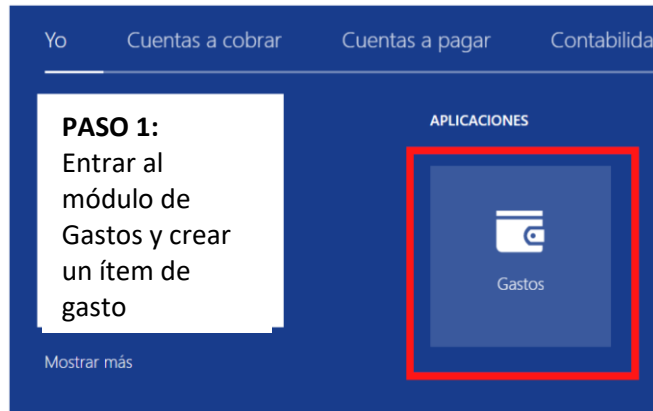 Yo Cuentas a cobrar Cuentas a pagar Contabilida
PASO 1:
Entrar al
módulo de
Gastos y crear
un ítem de
gasto
Mostrar más
APLICACIONES
Gastos